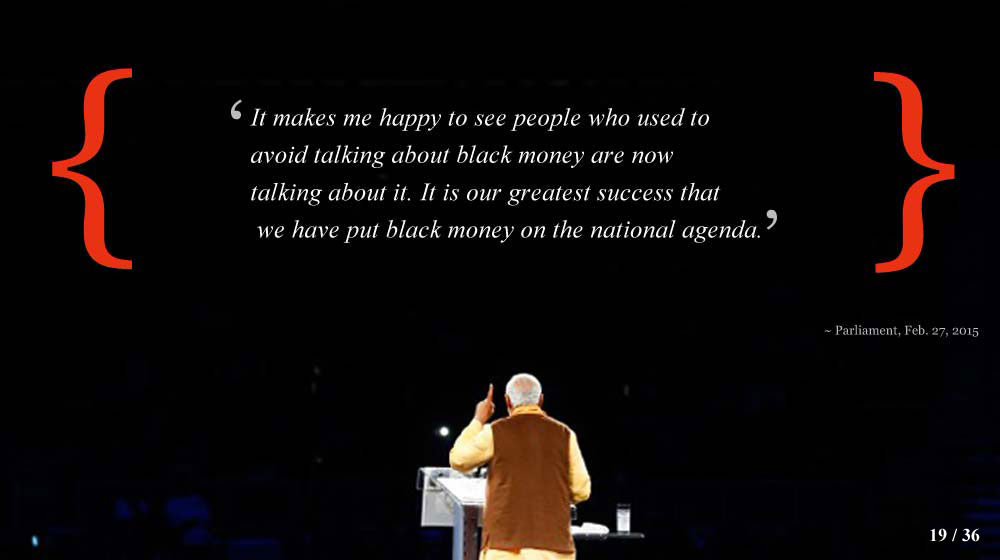 { ‘ It makes me happy to see people who used to
avoid talking about black money are now
talking about it. It is our greatest success that
we have put black money on the national agenda.’ }
~ Parliament, Feb. 27, 2015
19 / 36